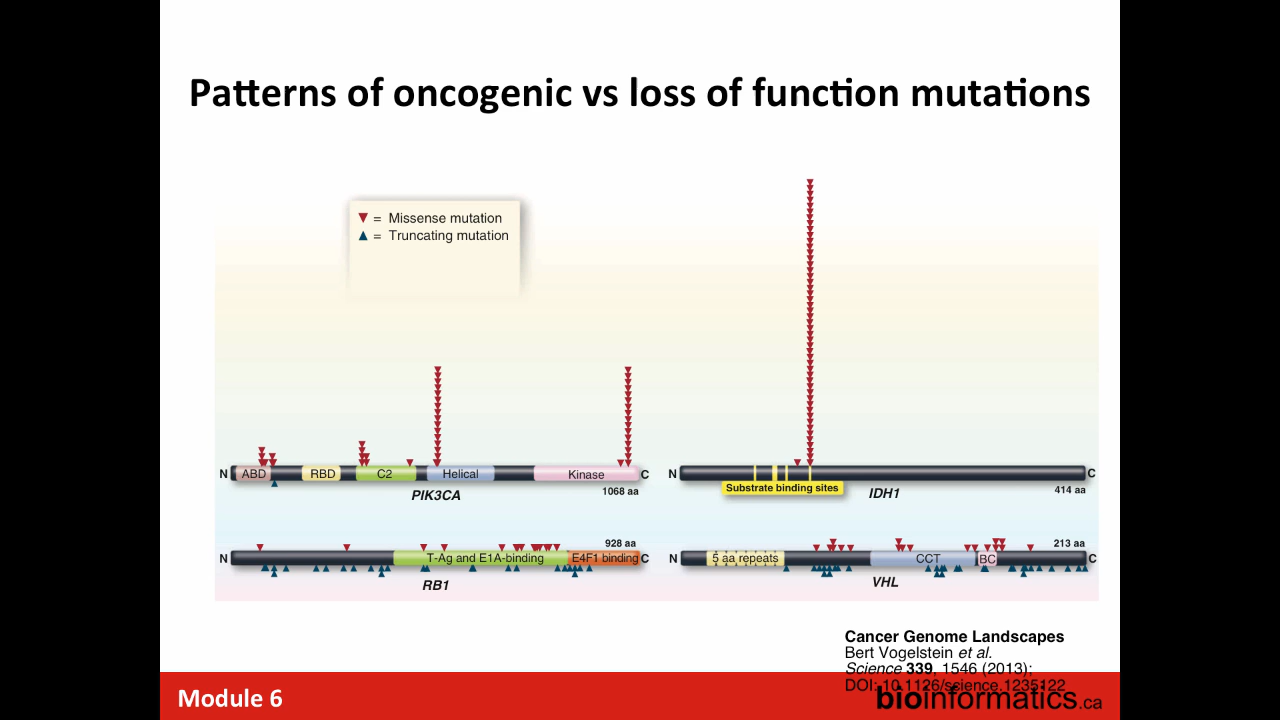 Patterns of oncogenic vs loss of function mutations
= Missense mutation
= Truncating mutation
N ABD RBD C2 Helical Kinase C
1068 aa
PIK3CA
N C
Substrate binding sites
414 aa
IDH1
928 aa
N T-Ag and E1A-binding E4F1 binding C
RB1
213 aa
N 5 aa repeats CCT BC C
VHL
Cancer Genome Landscapes
Bert Vogelstein et al.
Science 339, 1546 (2013);
DOI: 10.1126/science.1235122
Module 6
bioinformatics.ca